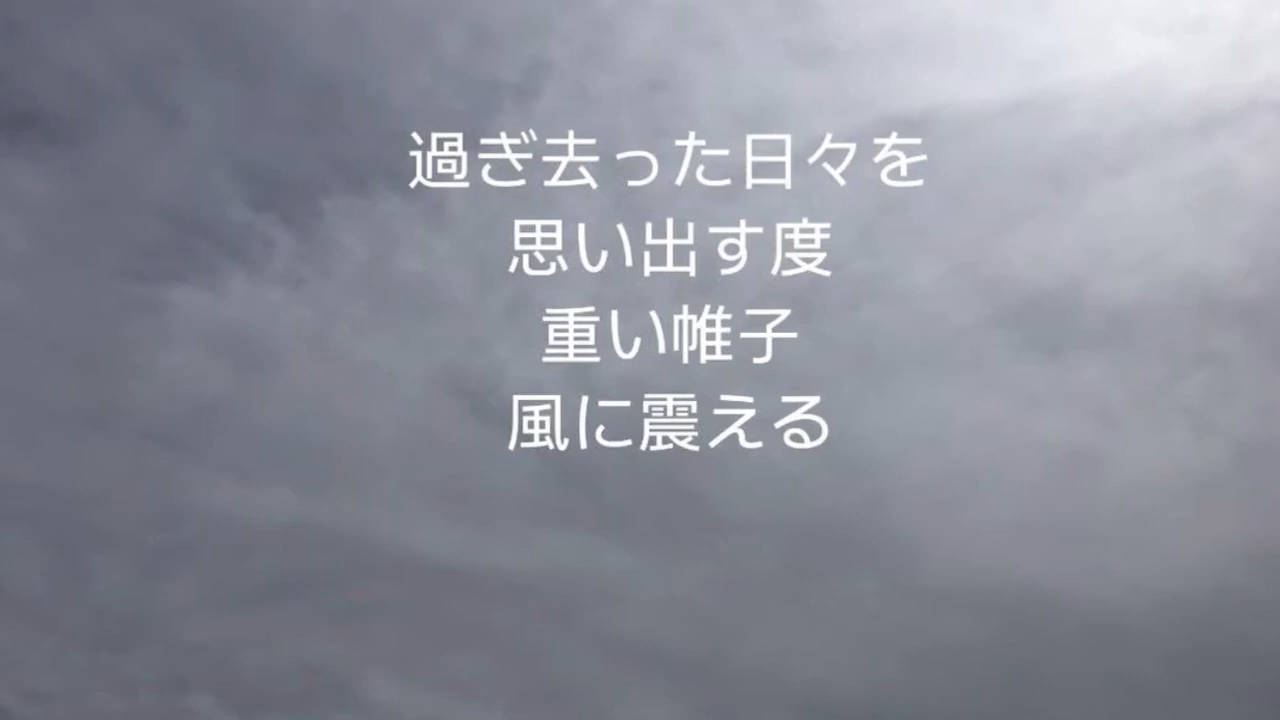 過ぎ去った日々を
思い出す度
重い帷子
風に震える